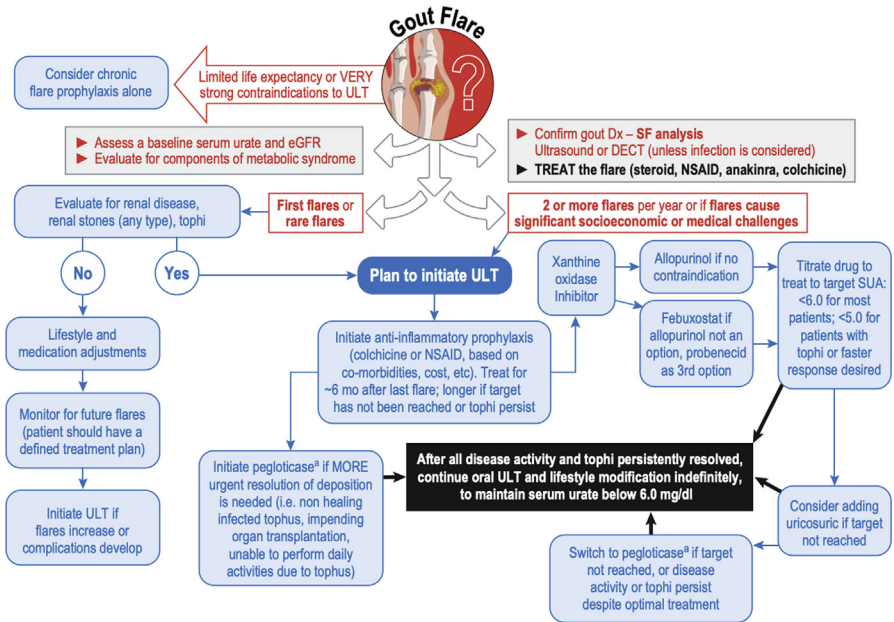 Gout Flare
?
Consider chronic
flare prophylaxis alone
Limited life expectancy or VERY
strong contraindications to ULT
► Assess a baseline serum urate and eGFR
► Evaluate for components of metabolic syndrome
► Confirm gout Dx – SF analysis
Ultrasound or DECT (unless infection is considered)
► TREAT the flare (steroid, NSAID, anakinra, colchicine)
Evaluate for renal disease,
renal stones (any type), tophi
First flares or
rare flares
2 or more flares per year or if flares cause
significant socioeconomic or medical challenges
No
Yes
Plan to initiate ULT
Xanthine
oxidase
Inhibitor
Allopurinol if no
contraindication
Febuxostat if
allopurinol not an
option, probenecid
as 3rd option
Titrate drug to
treat to target SUA:
<6.0 for most
patients; <5.0 for
patients with
tophi or faster
response desired
Lifestyle and
medication adjustments
Initiate anti-inflammatory prophylaxis
(colchicine or NSAID, based on
co-morbidities, cost, etc). Treat for
~6 mo after last flare; longer if target
has not been reached or tophi persist
Monitor for future flares
(patient should have a
defined treatment plan)
Initiate ULT if
flares increase or
complications develop
Initiate pegloticaseª if MORE
urgent resolution of deposition
is needed (i.e. non healing
infected tophus, impending
organ transplantation,
unable to perform daily
activities due to tophus)
After all disease activity and tophi persistently resolved,
continue oral ULT and lifestyle modification indefinitely,
to maintain serum urate below 6.0 mg/dl
Consider adding
uricosuric if target
not reached
Switch to pegloticaseª if target
not reached, or disease
activity or tophi persist
despite optimal treatment